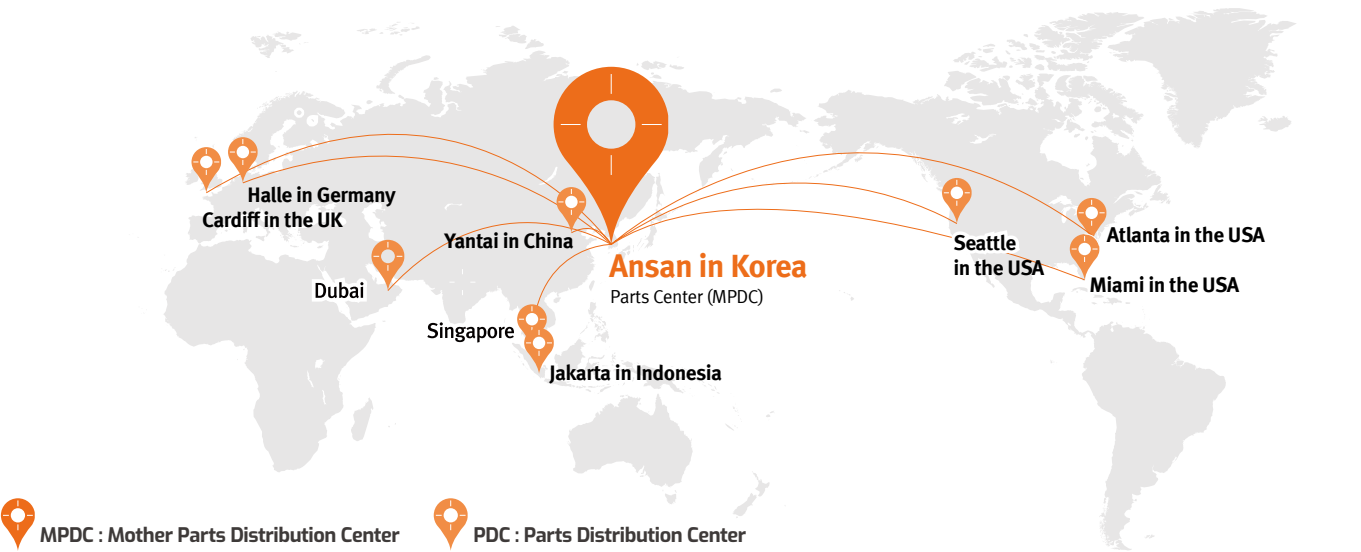 Halle in Germany
Cardiff in the UK
Yantai in China
Dubai
Ansan in Korea
Parts Center (MPDC)
Singapore
Jakarta in Indonesia
Seattle
in the USA
Atlanta in the USA
Miami in the USA
MPDC : Mother Parts Distribution Center
PDC : Parts Distribution Center